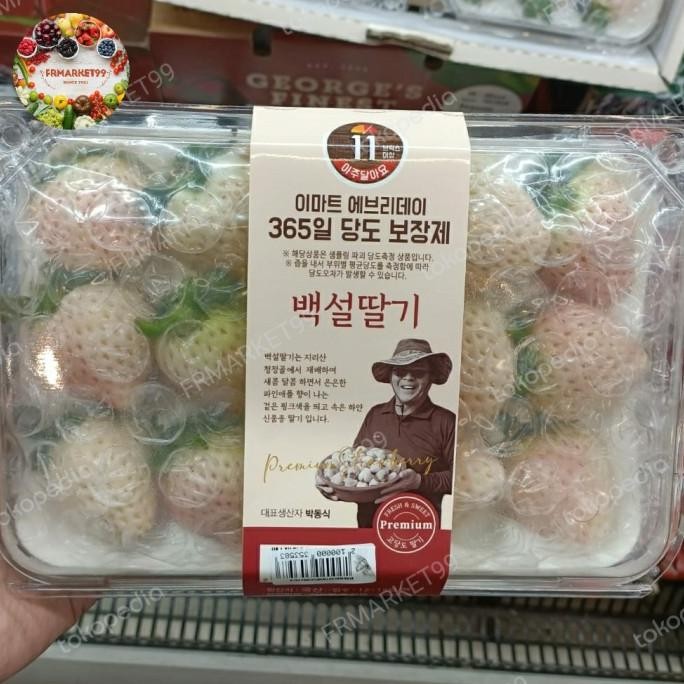 FRMARKET99
SINCE 2021
GEORGE'S
FINEST
11 브릭스 이상
아주달아요
이마트 에브리데이
365일 당도 보장제
※ 해당상품은 샘플링 파괴 당도측정 상품입니다.
※ 즙을 내서 부위별 평균당도를 측정함에 따라
당도오차가 발생할 수 있습니다.
백설딸기
백설딸기는 지리산
청정골에서 재배하여
새콤 달콤 하면서 은은한
파인애플 향이 나는
겉은 핑크색을 띄고 속은 하얀
신품종 딸기 입니다.
Premium Strawberry
대표생산자 박동식
FRESH & SWEET
Premium
고당도 딸기
2 100000 353503
FRMARKET99
tokopedia